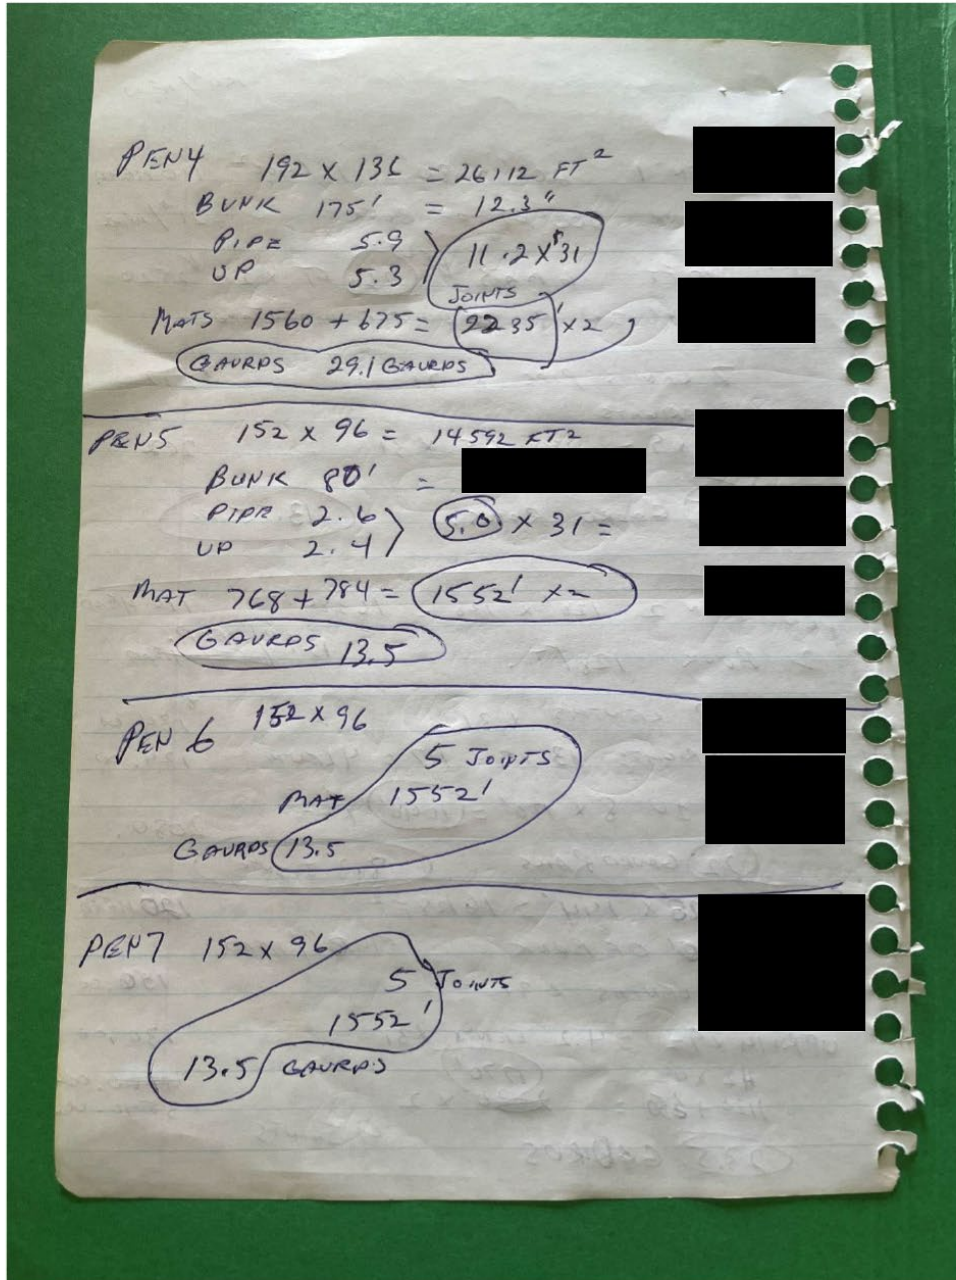 PEN4 192 x 136 = 26112 FT²
BUNK 175' = 12.3"
PIPE 5.9
UP 5.3 11.2 x 31
JOINTS
MATS 1560 + 675 = 2235' x 2
GAURDS 29.1 GAURDS
PEN5 152 x 96 = 14592 FT2
BUNK 80' =
PIPE 2.6
UP 2.4 5.0 x 31 =
MAT 768 + 784 = 1552' x 2
GAURDS 13.5
PEN 6 152 x 96
5 JOINTS
MAT 1552'
GAURDS 13.5
PEN7 152 x 96
5 JOINTS
1552'
13.5 GAURDS